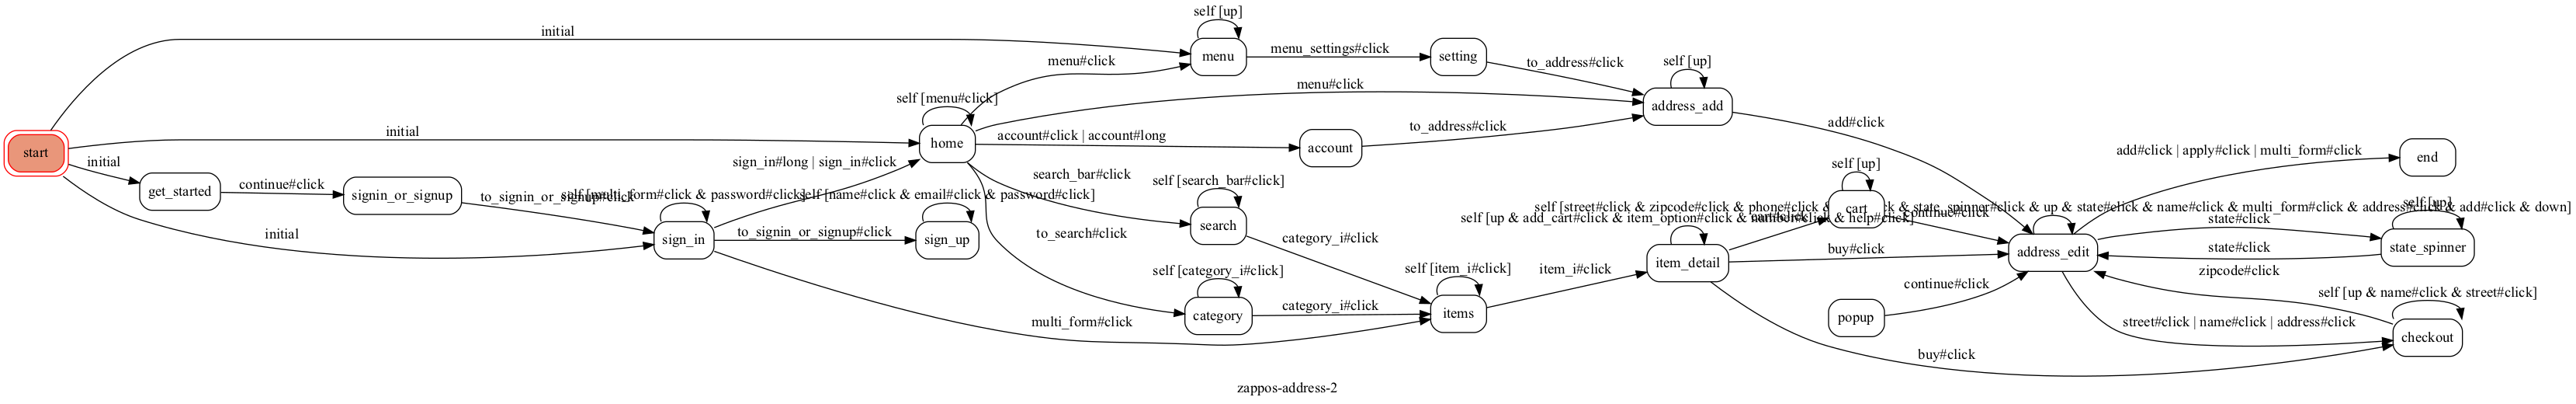 self [up]
initial
menu
menu_settings#click
setting
menu#click
to_address#click
self [up]
menu#click
address_add
self [menu#click]
initial
home
account#click | account#long
account
to_address#click
add#click
start
initial
get_started
continue#click
signin_or_signup
sign_in#long | sign_in#click
search_bar#click
add#click | apply#click | multi_form#click
end
to_signin_or_signup#click
self [multi_form#click & password#click]
self [name#click & email#click & password#click]
self [search_bar#click]
self [up]
cart
continue#click
self [up & add_cart#click & item_option#click & number#click & help#click]
self [street#click & zipcode#click & phone#click &
click & state_spinner#click & up & state#click & name#click & multi_form#click & address#click & add#click & down]
self [up]
initial
sign_in
to_signin_or_signup#click
sign_up
to_search#click
search
category_i#click
item_detail
buy#click
address_edit
state#click
state#click
state_spinner
self [category_i#click]
category
category_i#click
self [item_i#click]
items
item_i#click
continue#click
popup
zipcode#click
self [up & name#click & street#click]
multi_form#click
street#click | name#click | address#click
checkout
buy#click
zappos-address-2